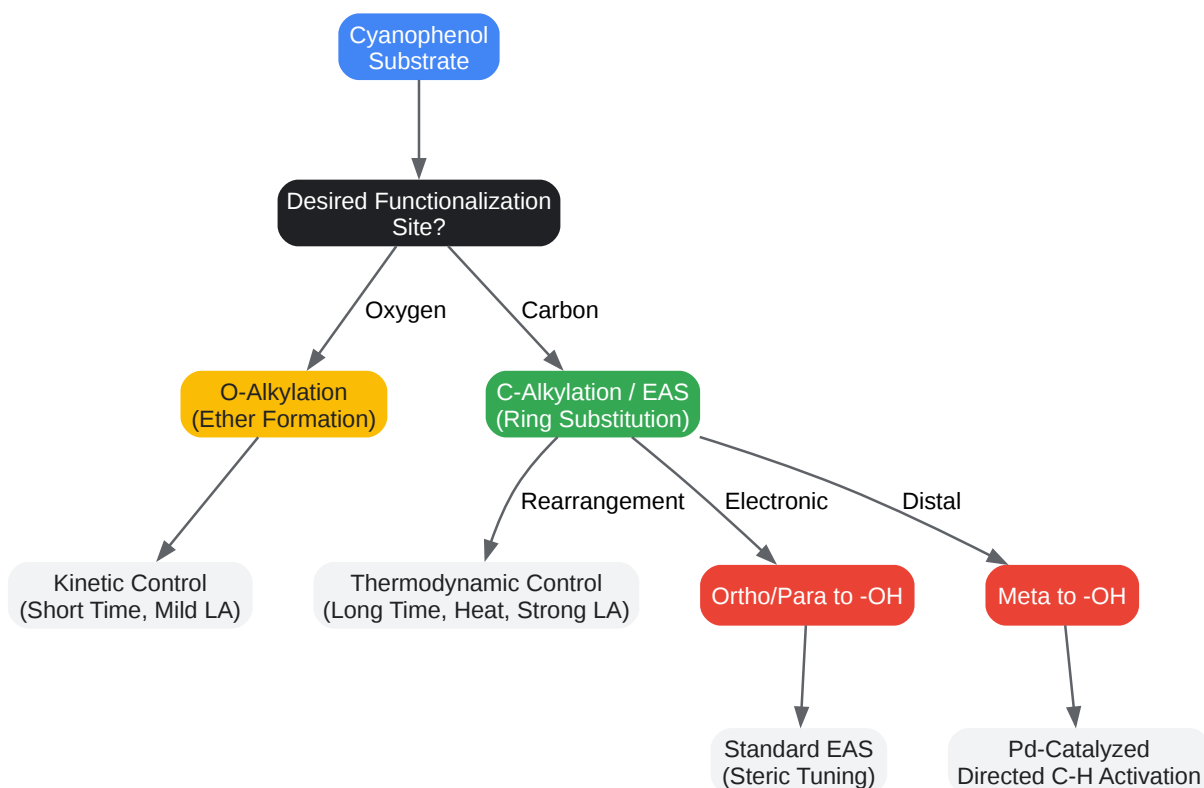 Cyanophenol
Substrate
Desired Functionalization
Site?
Oxygen
Carbon
O-Alkylation
(Ether Formation)
C-Alkylation / EAS
(Ring Substitution)
Rearrangement
Electronic
Distal
Kinetic Control
(Short Time, Mild LA)
Thermodynamic Control
(Long Time, Heat, Strong LA)
Ortho/Para to -OH
Meta to -OH
Standard EAS
(Steric Tuning)
Pd-Catalyzed
Directed C-H Activation